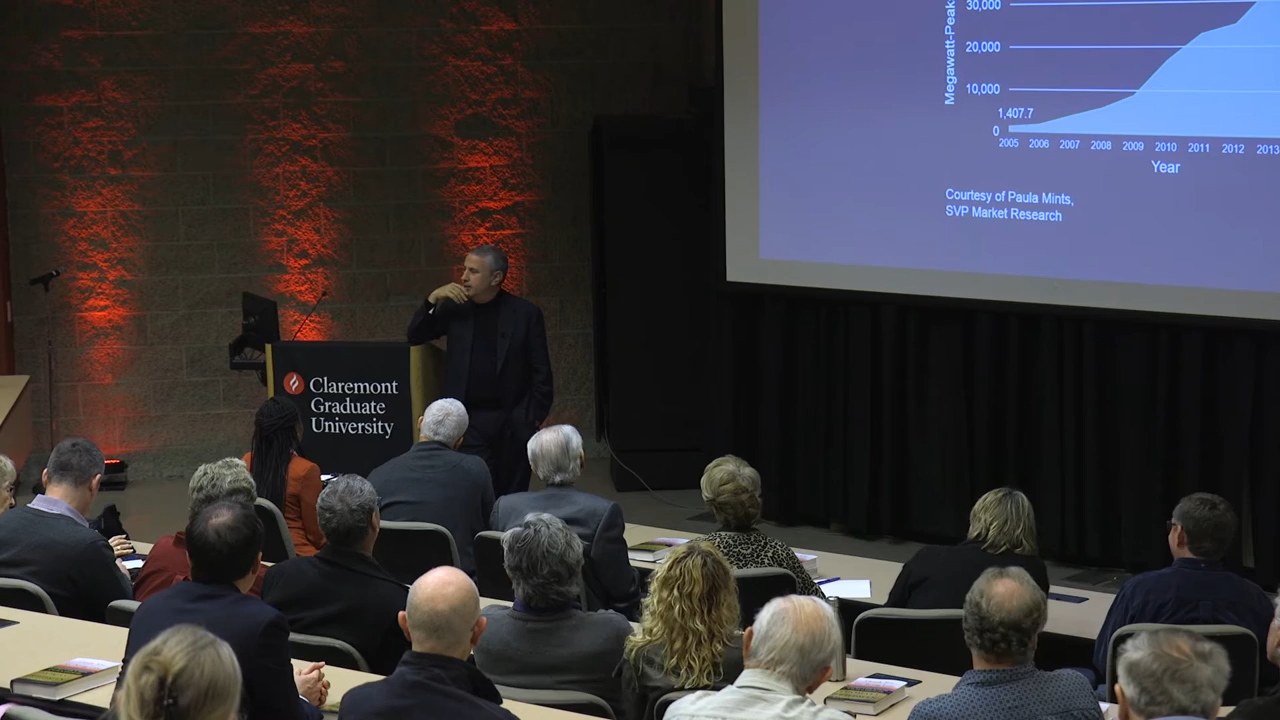 30,000
20,000
10,000
Megawatt-Peak
1,407.7
0
2005 2006 2007 2008 2009 2010 2011 2012 2013
Year
Courtesy of Paula Mints,
SVP Market Research
Claremont
Graduate
University